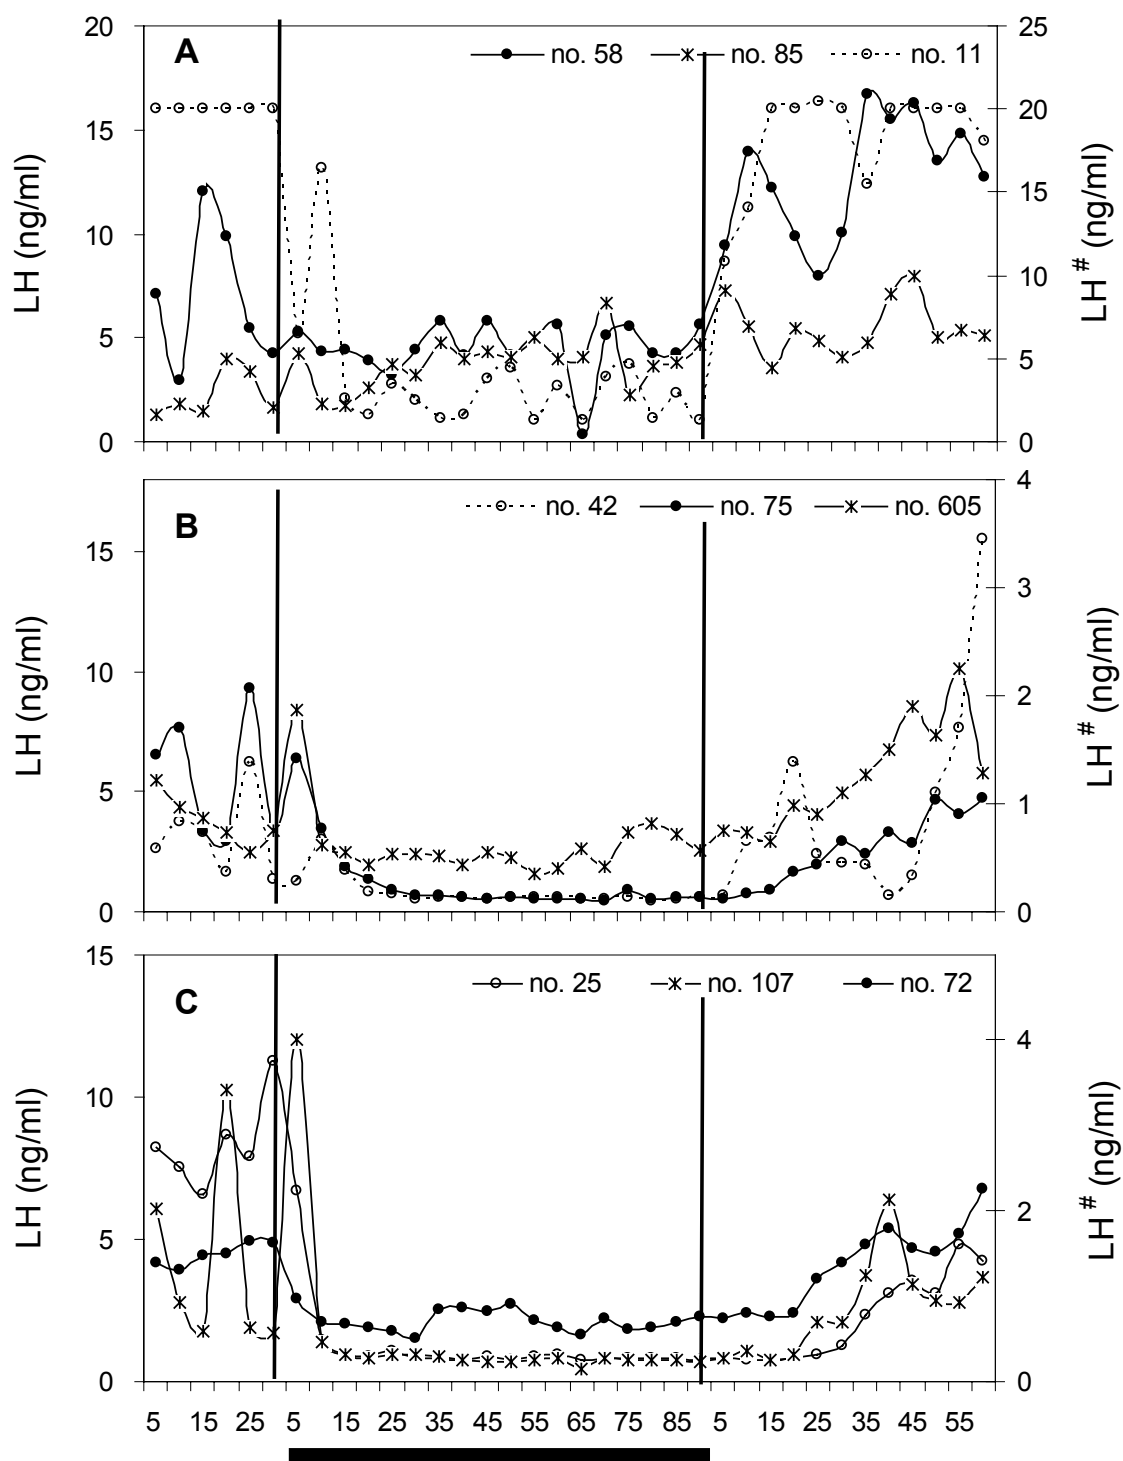 A
no. 58 no. 85 no. 11
20
15
10
5
0
25
20
15
10
5
0
LH (ng/ml)
LH # (ng/ml)
B
no. 42 no. 75 no. 605
15
10
5
0
4
3
2
1
0
LH (ng/ml)
LH # (ng/ml)
C
no. 25 no. 107 no. 72
15
10
5
0
4
2
0
LH (ng/ml)
LH # (ng/ml)
5 15 25 5 15 25 35 45 55 65 75 85 5 15 25 35 45 55